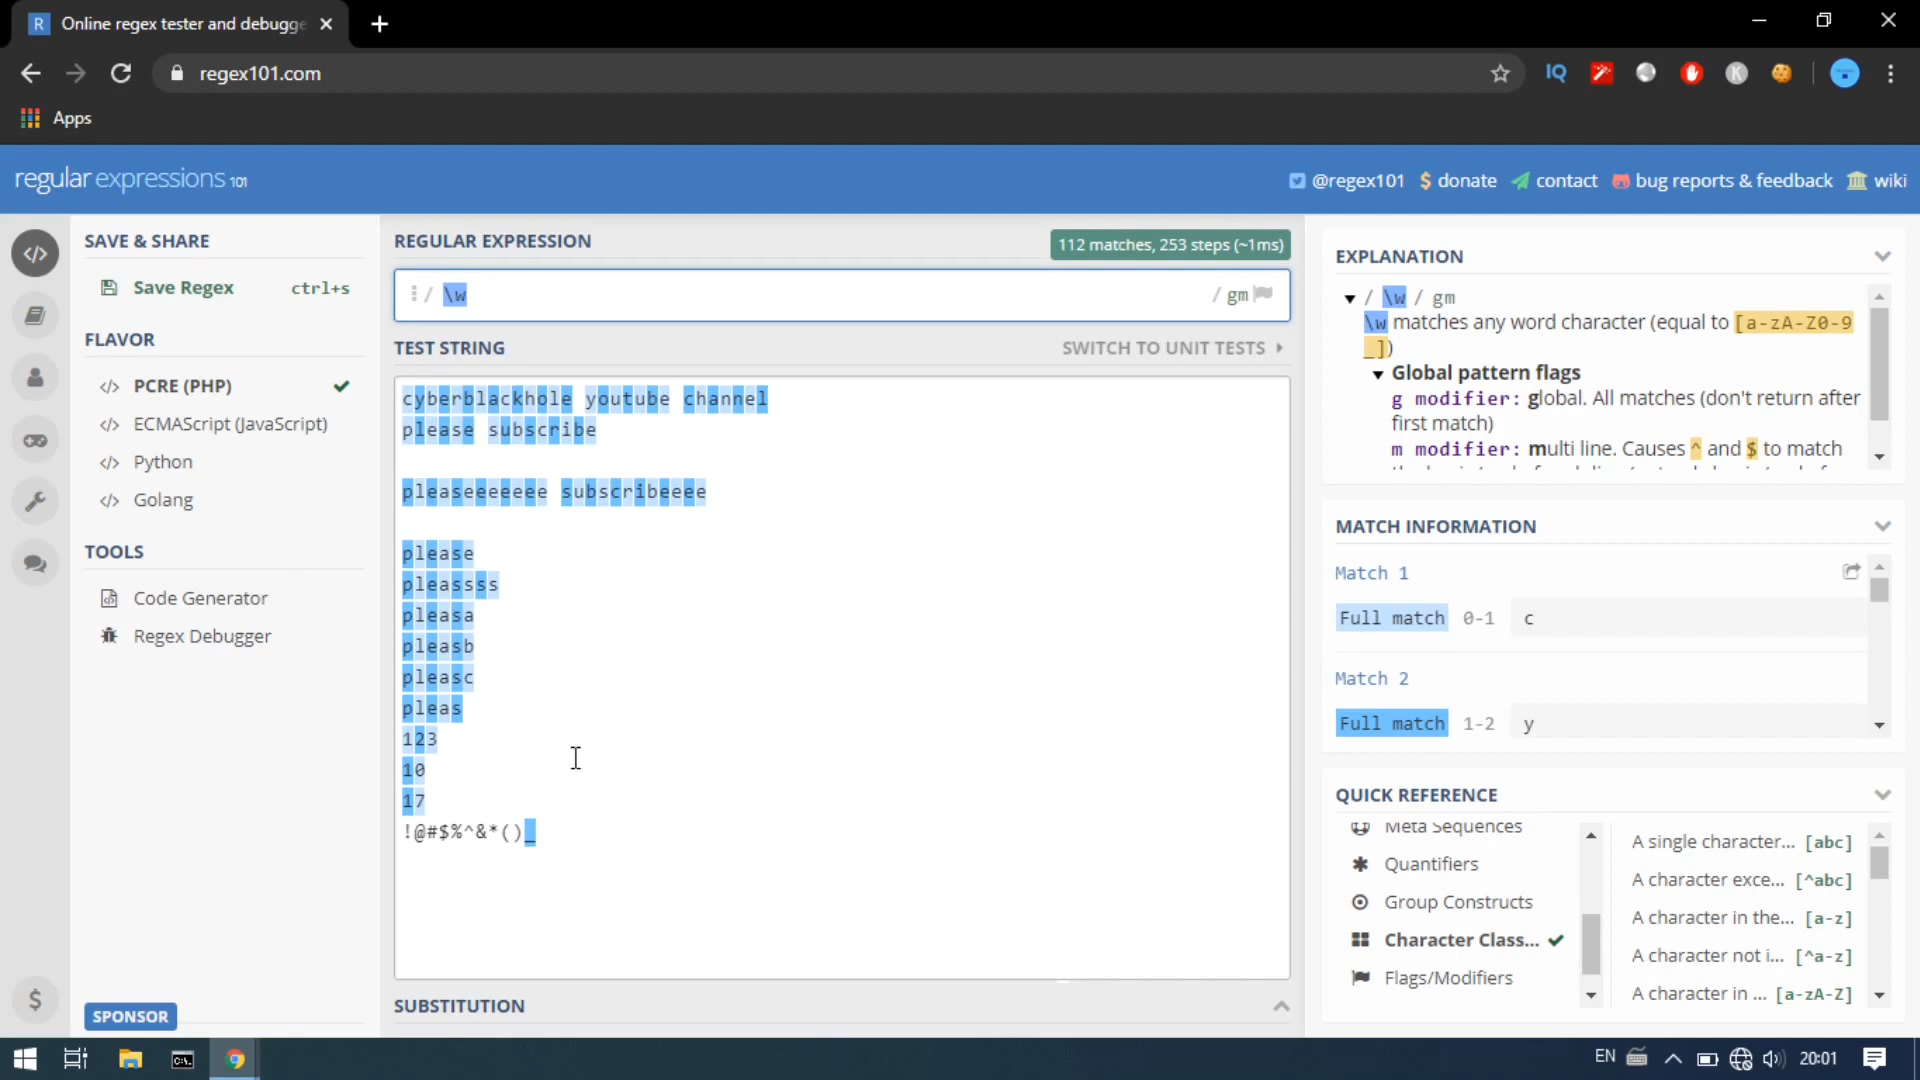 R Online regex tester and debugge
regex101.com
IQ
K
Apps
regular expressions 101
@regex101 $ donate contact bug reports & feedback wiki
SAVE & SHARE
Save Regex ctrl+s
FLAVOR
PCRE (PHP)
ECMAScript (JavaScript)
Python
Golang
TOOLS
Code Generator
Regex Debugger
SPONSOR
REGULAR EXPRESSION
112 matches, 253 steps (~1ms)
/ \w / gm
TEST STRING
SWITCH TO UNIT TESTS
cyberblackhole youtube channel
please subscribe
pleaseeeeeee subscribeeee
please
pleassss
pleasa
pleasb
pleasc
pleas
123
10
17
!@#$%^&*()_
SUBSTITUTION
EXPLANATION
/ \w / gm
\w matches any word character (equal to [a-zA-Z0-9
_])
Global pattern flags
g modifier: global. All matches (don't return after
first match)
m modifier: multi line. Causes ^ and $ to match
MATCH INFORMATION
Match 1
Full match 0-1 c
Match 2
Full match 1-2 y
QUICK REFERENCE
Meta Sequences
Quantifiers
Group Constructs
Character Class...
Flags/Modifiers
A single character... [abc]
A character exce... [^abc]
A character in the... [a-z]
A character not i... [^a-z]
A character in ... [a-zA-Z]
EN 20:01